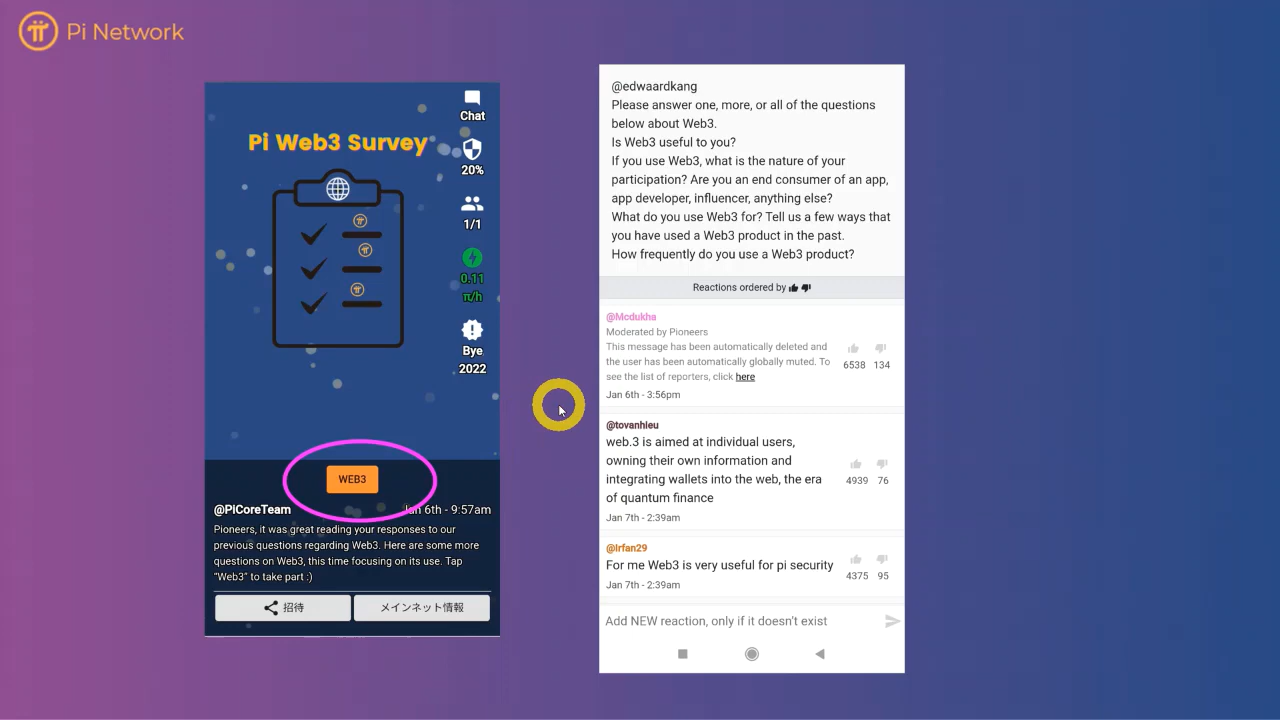 Pi Network
Chat
Pi Web3 Survey
20%
1/1
0.11
π/h
Bye
2022
WEB3
@PiCoreTeam
Jan 6th - 9:57am
Pioneers, it was great reading your responses to our
previous questions regarding Web3. Here are some more
questions on Web3, this time focusing on its use. Tap
"Web3" to take part :)
招待
メインネット情報
@edwaardkang
Please answer one, more, or all of the questions
below about Web3.
Is Web3 useful to you?
If you use Web3, what is the nature of your
participation? Are you an end consumer of an app,
app developer, influencer, anything else?
What do you use Web3 for? Tell us a few ways that
you have used a Web3 product in the past.
How frequently do you use a Web3 product?
Reactions ordered by
@Mcdukha
Moderated by Pioneers
This message has been automatically deleted and
the user has been automatically globally muted. To
see the list of reporters, click here
6538 134
Jan 6th - 3:56pm
@tovanhieu
web.3 is aimed at individual users,
owning their own information and
integrating wallets into the web, the era
of quantum finance
4939 76
Jan 7th - 2:39am
@Irfan29
For me Web3 is very useful for pi security
4375 95
Jan 7th - 2:39am
Add NEW reaction, only if it doesn't exist